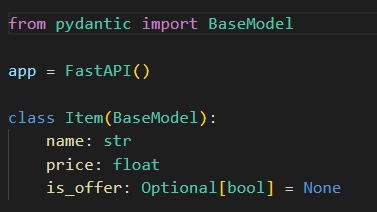 from pydantic import BaseModel
app = FastAPI()
class Item(BaseModel):
    name: str
    price: float
    is_offer: Optional[bool] = None